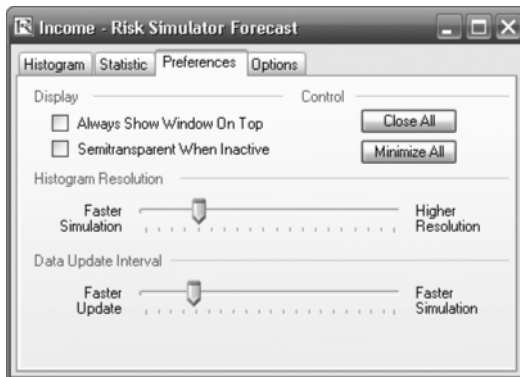 Income - Risk Simulator Forecast
Histogram Statistic Preferences Options
Display Control
Always Show Window On Top Close All
Semitransparent When Inactive Minimize All
Histogram Resolution
Faster Simulation Higher Resolution
Data Update Interval
Faster Update Faster Simulation